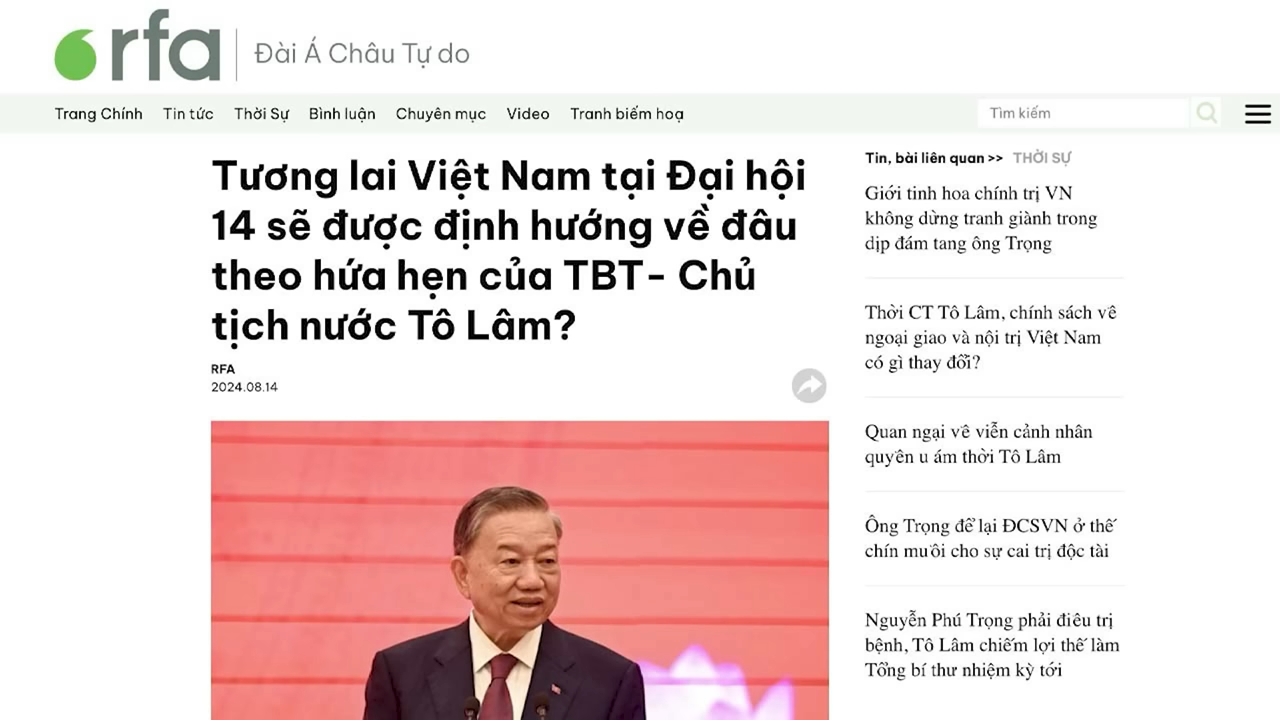 rfa
Đài Á Châu Tự do
Trang Chính Tin tức Thời Sự Bình luận Chuyên mục Video Tranh biếm hoạ
Tìm kiếm
Tương lai Việt Nam tại Đại hội
14 sẽ được định hướng về đâu
theo hứa hẹn của TBT- Chủ
tịch nước Tô Lâm?
RFA
2024.08.14
Tin, bài liên quan >> THỜI SỰ
Giới tinh hoa chính trị VN
không dừng tranh giành trong
dịp đám tang ông Trọng
Thời CT Tô Lâm, chính sách về
ngoại giao và nội trị Việt Nam
có gì thay đổi?
Quan ngại về viễn cảnh nhân
quyền u ám thời Tô Lâm
Ông Trọng để lại ĐCSVN ở thế
chín muồi cho sự cai trị độc tài
Nguyễn Phú Trọng phải điều trị
bệnh, Tô Lâm chiếm lợi thế làm
Tổng bí thư nhiệm kỳ tới